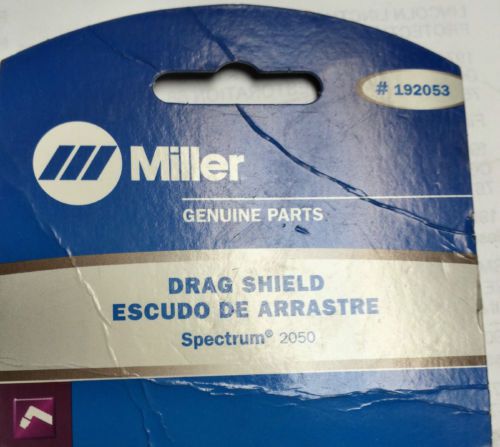 # 192053
Miller
GENUINE PARTS
DRAG SHIELD
ESCUDO DE ARRASTRE
Spectrum® 2050